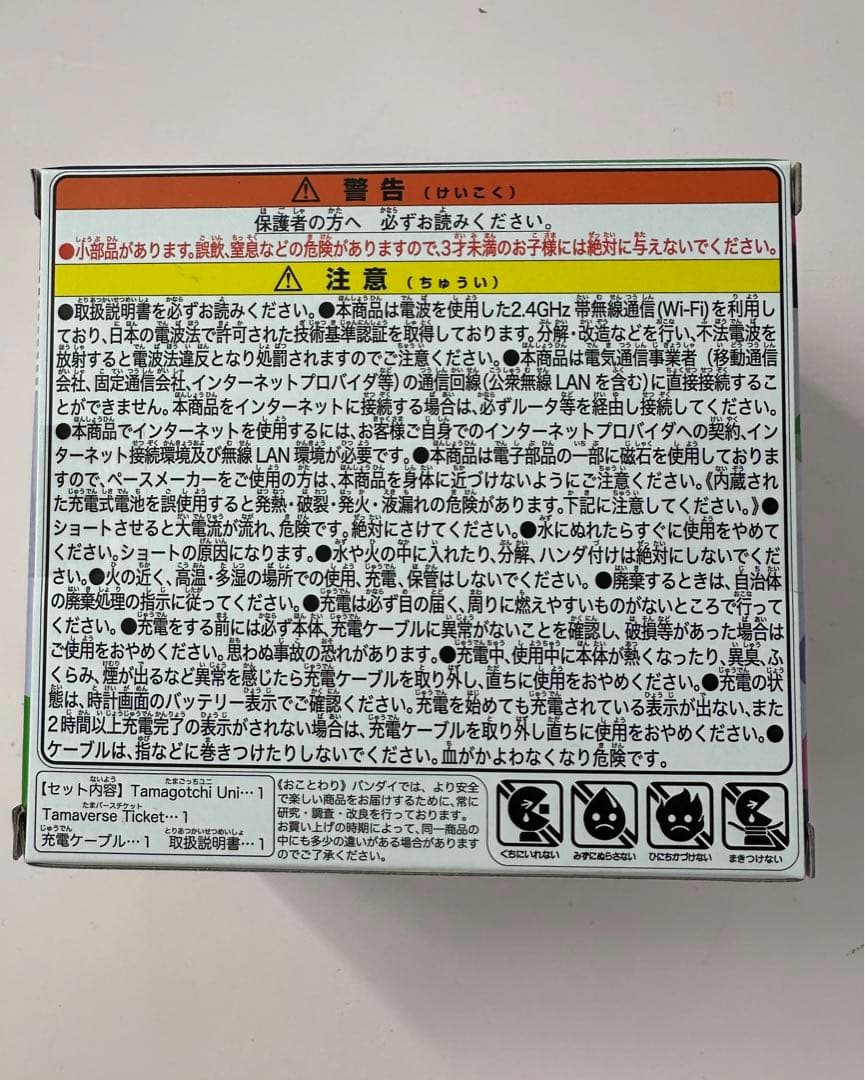 ⚠ 警告（けいこく）
保護者の方へ 必ずお読みください。
●小部品があります。誤飲、窒息などの危険がありますので、3才未満のお子様には絶対に与えないでください。
⚠ 注意（ちゅうい）
●取扱説明書を必ずお読みください。●本商品は電波を使用した2.4GHz 帯無線通信(Wi-Fi)を利用し
ており、日本の電波法で許可された技術基準認証を取得しております。分解・改造などを行い、不法電波を
放射すると電波法違反となり処罰されますのでご注意ください。●本商品は電気通信事業者（移動通信
会社、固定通信会社、インターネットプロバイダ等）の通信回線(公衆無線 LAN を含む)に直接接続するこ
とができません。本商品をインターネットに接続する場合は、必ずルータ等を経由し接続してください。
●本商品でインターネットを使用するには、お客様ご自身でのインターネットプロバイダへの契約、イン
ターネット接続環境及び無線 LAN 環境が必要です。●本商品は電子部品の一部に磁石を使用しておりま
すので、ペースメーカーをご使用の方は、本商品を身体に近づけないようにご注意ください。《内蔵され
た充電式電池を誤使用すると発熱・破裂・発火・液漏れの危険があります。下記に注意してください。》●
ショートさせると大電流が流れ、危険です。絶対にさけてください。●水にぬれたらすぐに使用をやめて
ください。ショートの原因になります。●水や火の中に入れたり、分解、ハンダ付けは絶対にしないでくだ
さい。●火の近く、高温・多湿の場所での使用、充電、保管はしないでください。●廃棄するときは、自治体
の廃棄処理の指示に従ってください。●充電は必ず目の届く、周りに燃えやすいものがないところで行って
ください。●充電をする前には必ず本体、充電ケーブルに異常がないことを確認し、破損等があった場合は
ご使用をおやめください。思わぬ事故の恐れがあります。●充電中、使用中に本体が熱くなったり、異臭、ふ
くらみ、煙が出るなど異常を感じたら充電ケーブルを取り外し、直ちに使用をおやめください。●充電の状
態は、時計画面のバッテリー表示でご確認ください。充電を始めても充電されている表示が出ない、また
2時間以上充電完了の表示がされない場合は、充電ケーブルを取り外し直ちに使用をおやめください。●
ケーブルは、指などに巻きつけたりしないでください。血がかよわなくなり危険です。
【セット内容】Tamagotchi Uni…1
Tamaverse Ticket…1
充電ケーブル…1 取扱説明書…1
《おことわり》バンダイでは、より安全
で楽しい商品をお届けするために、常に
研究・調査・改良を行っております。
お買い上げの時期によって、同一商品の
中にも多少の違いがある場合があります
のでご了承ください。
くちにいれない みずにぬらさない ひにちかづけない まきつけない